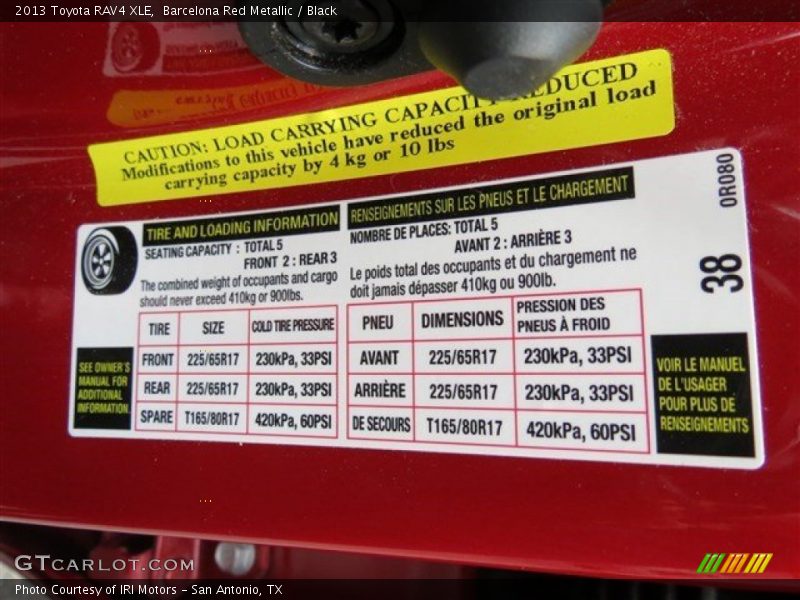 2013 Toyota RAV4 XLE,  Barcelona Red Metallic / Black
CAUTION: LOAD CARRYING CAPACITY REDUCED
Modifications to this vehicle have reduced the original load
carrying capacity by 4 kg or 10 lbs
TIRE AND LOADING INFORMATION
SEATING CAPACITY : TOTAL 5
FRONT 2 : REAR 3
The combined weight of occupants and cargo
should never exceed 410kg or 900lbs.
TIRE SIZE COLD TIRE PRESSURE
FRONT 225/65R17 230kPa, 33PSI
REAR 225/65R17 230kPa, 33PSI
SPARE T165/80R17 420kPa, 60PSI
SEE OWNER'S
MANUAL FOR
ADDITIONAL
INFORMATION.
RENSEIGNEMENTS SUR LES PNEUS ET LE CHARGEMENT
NOMBRE DE PLACES: TOTAL 5
AVANT 2 : ARRIÈRE 3
Le poids total des occupants et du chargement ne
doit jamais dépasser 410kg ou 900lb.
PNEU DIMENSIONS PRESSION DES
PNEUS À FROID
AVANT 225/65R17 230kPa, 33PSI
ARRIÈRE 225/65R17 230kPa, 33PSI
DE SECOURS T165/80R17 420kPa, 60PSI
VOIR LE MANUEL
DE L'USAGER
POUR PLUS DE
RENSEIGNEMENTS
0R080
38
GTCARLOT.COM
Photo Courtesy of IRI Motors – San Antonio, TX